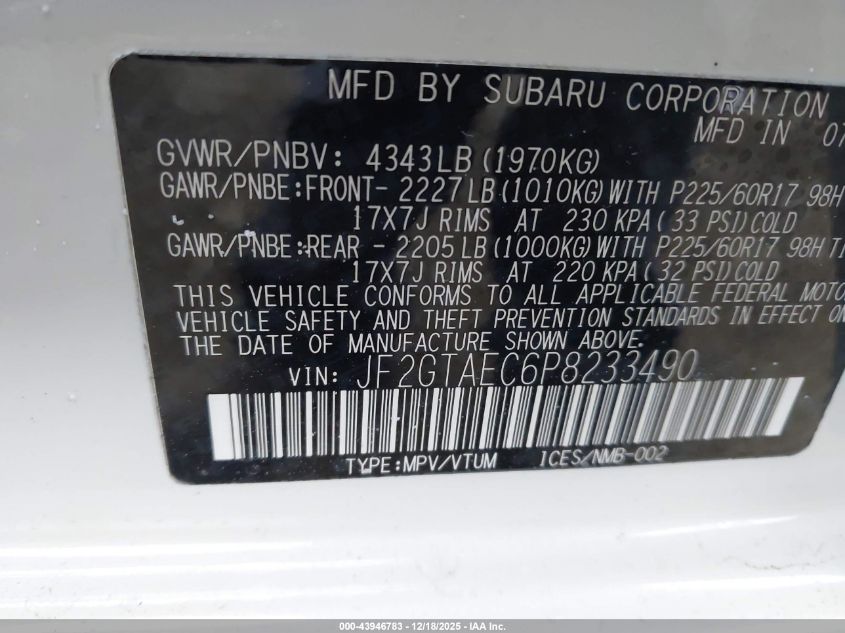 MFD BY SUBARU CORPORATION
MFD IN 07
GVWR/PNBV: 4343LB(1970KG)
GAWR/PNBE:FRONT- 2227LB(1010KG)WITH P225/60R17 98H
17X7J RIMS AT 230 KPA(33 PSI)COLD
GAWR/PNBE:REAR - 2205LB(1000KG)WITH P225/60R17 98H TI
17X7J RIMS AT 220 KPA(32 PSI)COLD
THIS VEHICLE CONFORMS TO ALL APPLICABLE FEDERAL MOTO
VEHICLE SAFETY AND THEFT PREVENTION STANDARDS IN EFFECT ON
THE DATE OF MANUFACTURE SHOWN ABOVE.
VIN: JF2GTAEC6P8233490
TYPE:MPV/VTUM ICES/NMB-002
000-43946783 - 12/18/2025 - IAA Inc.